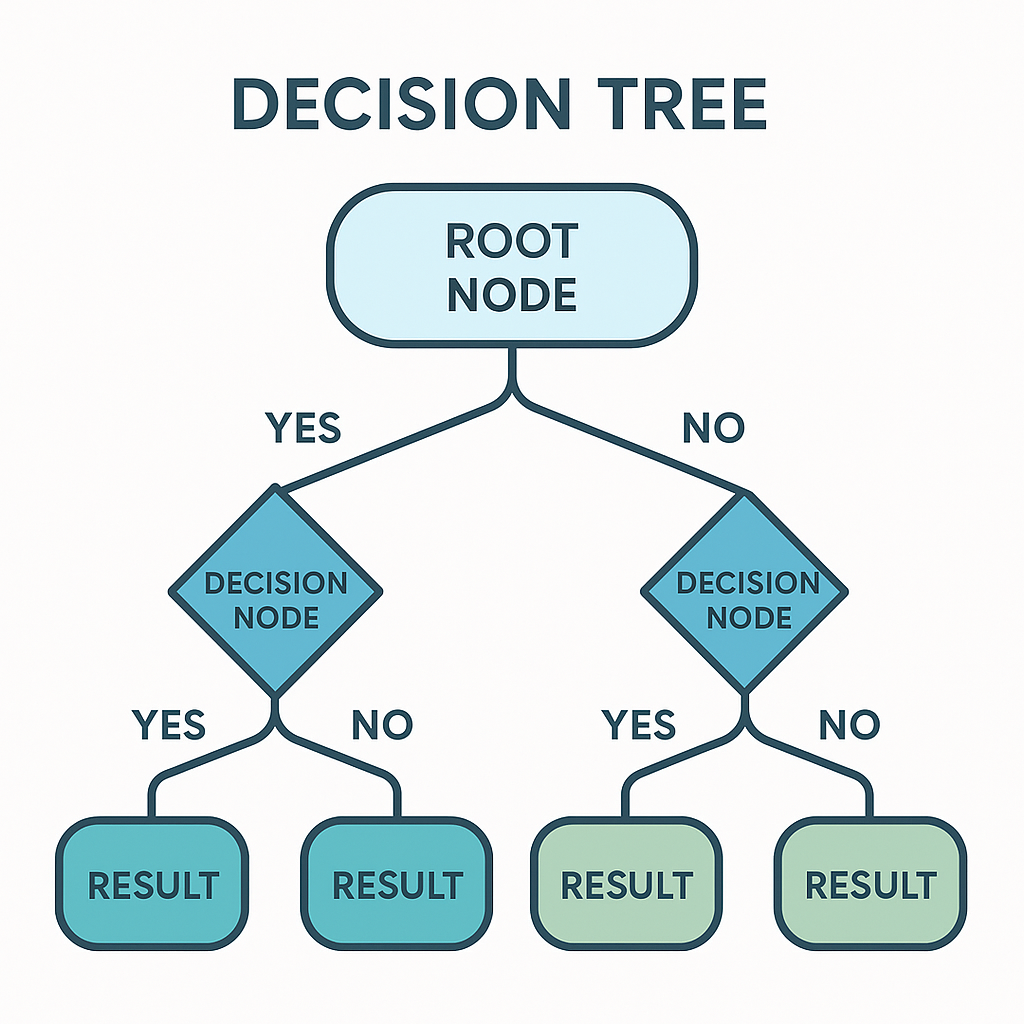 DECISION TREE
ROOT
NODE
YES
NO
DECISION
NODE
DECISION
NODE
YES
NO
YES
NO
RESULT
RESULT
RESULT
RESULT